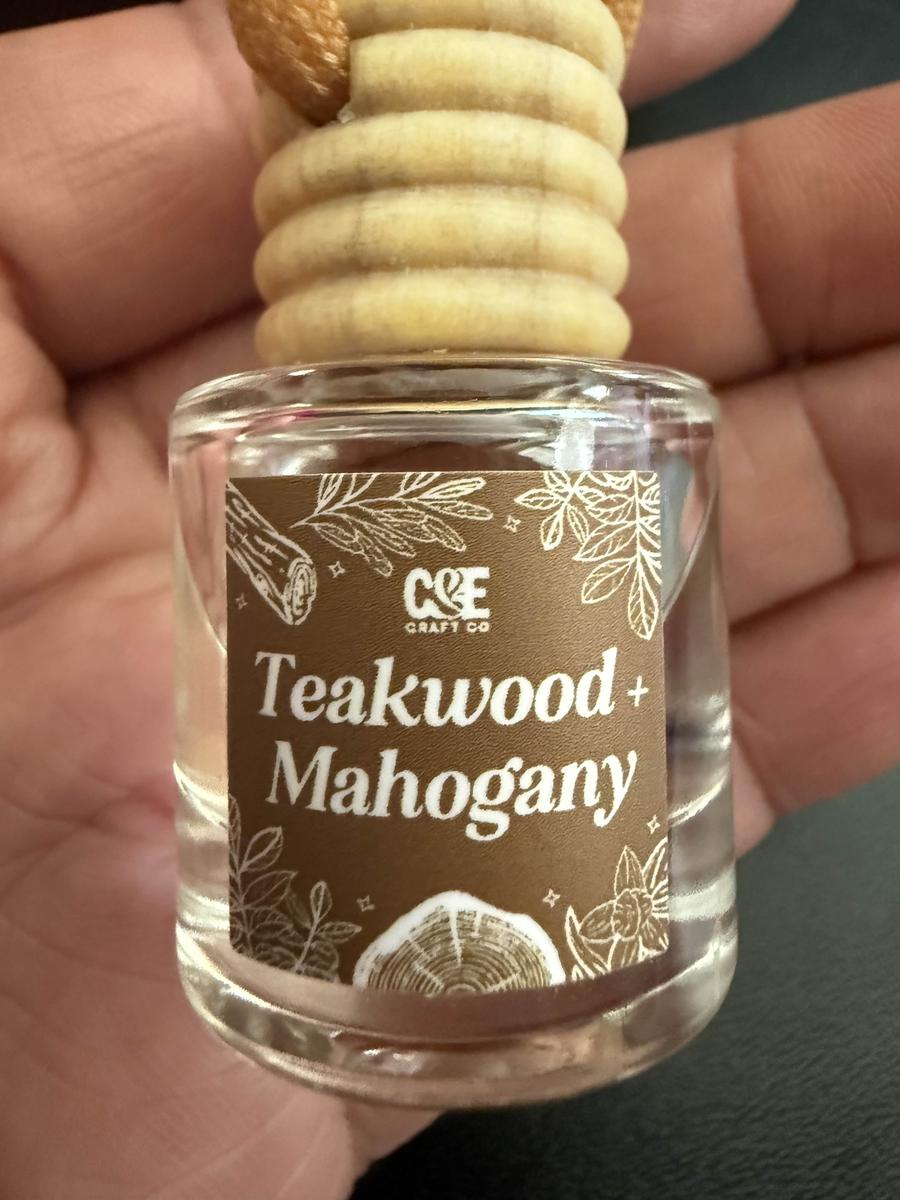 C&E
CRAFT CO
Teakwood +
Mahogany